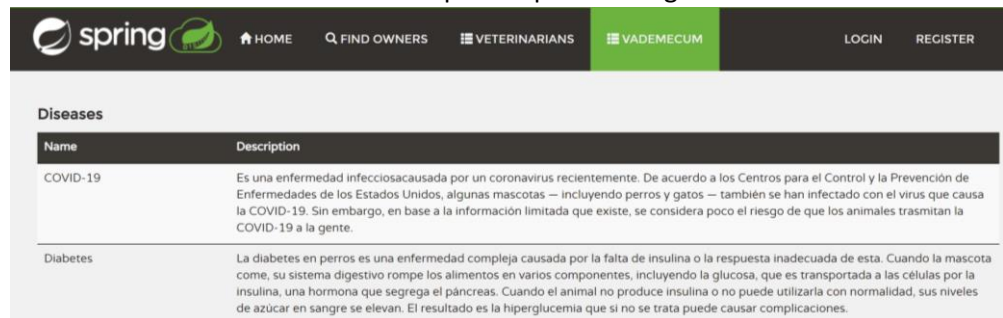 spring HOME FIND OWNERS VETERINARIANS VADEMECUM LOGIN REGISTER
Diseases
Name Description
COVID-19 Es una enfermedad infecciosacausada por un coronavirus recientemente. De acuerdo a los Centros para el Control y la Prevención de
Enfermedades de los Estados Unidos, algunas mascotas — incluyendo perros y gatos — también se han infectado con el virus que causa
la COVID-19. Sin embargo, en base a la información limitada que existe, se considera poco el riesgo de que los animales trasmitan la
COVID-19 a la gente.
Diabetes La diabetes en perros es una enfermedad compleja causada por la falta de insulina o la respuesta inadecuada de esta. Cuando la mascota
come, su sistema digestivo rompe los alimentos en varios componentes, incluyendo la glucosa, que es transportada a las células por la
insulina, una hormona que segrega el páncreas. Cuando el animal no produce insulina o no puede utilizarla con normalidad, sus niveles
de azúcar en sangre se elevan. El resultado es la hiperglucemia que si no se trata puede causar complicaciones.